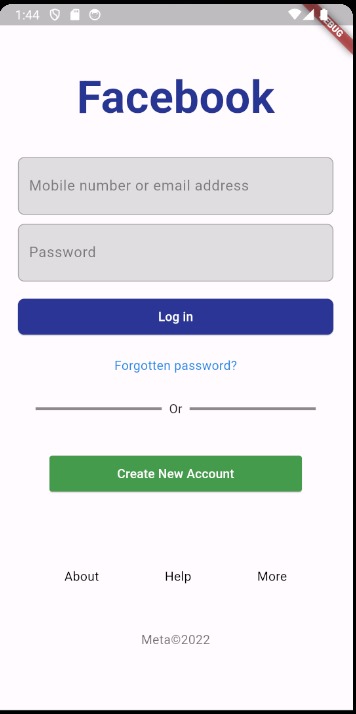 1:44
DEBUG
Facebook
Mobile number or email address
Password
Log in
Forgotten password?
Or
Create New Account
About Help More
Meta©2022